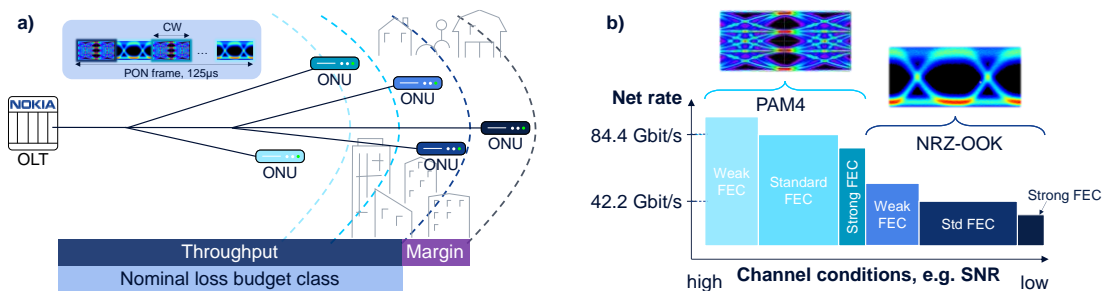 a)
CW
...
PON frame, 125µs
NOKIA
OLT
ONU
ONU
ONU
ONU
ONU
Throughput
Margin
Nominal loss budget class
b)
Net rate
PAM4
84.4 Gbit/s
NRZ-OOK
42.2 Gbit/s
Weak
FEC
Standard
FEC
Strong FEC
Weak
FEC
Std FEC
Strong FEC
high
Channel conditions, e.g. SNR
low